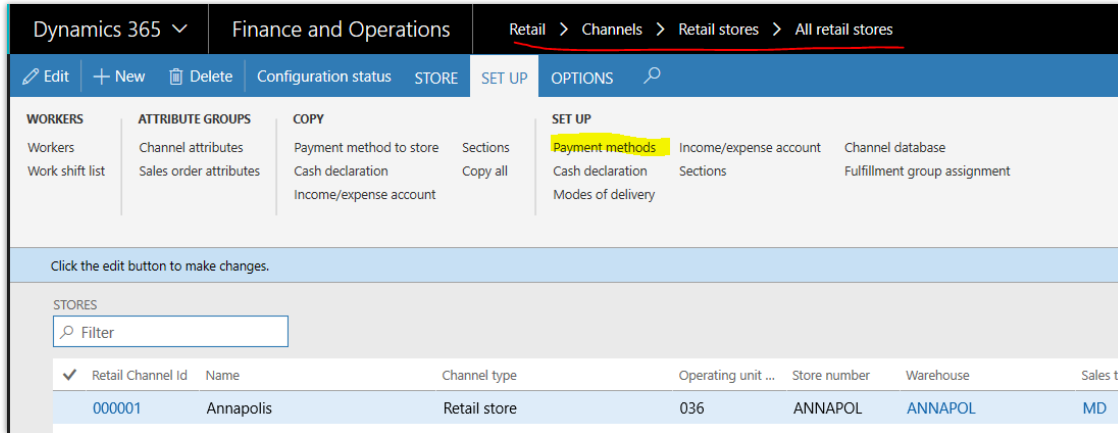 Dynamics 365 Finance and Operations Retail > Channels > Retail stores > All retail stores
Edit + New Delete Configuration status STORE SET UP OPTIONS
WORKERS ATTRIBUTE GROUPS COPY SET UP
Workers Channel attributes Payment method to store Sections Payment methods Income/expense account Channel database
Work shift list Sales order attributes Cash declaration Copy all Cash declaration Sections Fulfillment group assignment
Income/expense account Modes of delivery
Click the edit button to make changes.
STORES
Filter
Retail Channel Id Name Channel type Operating unit ... Store number Warehouse Sales t
000001 Annapolis Retail store 036 ANNAPOL ANNAPOL MD